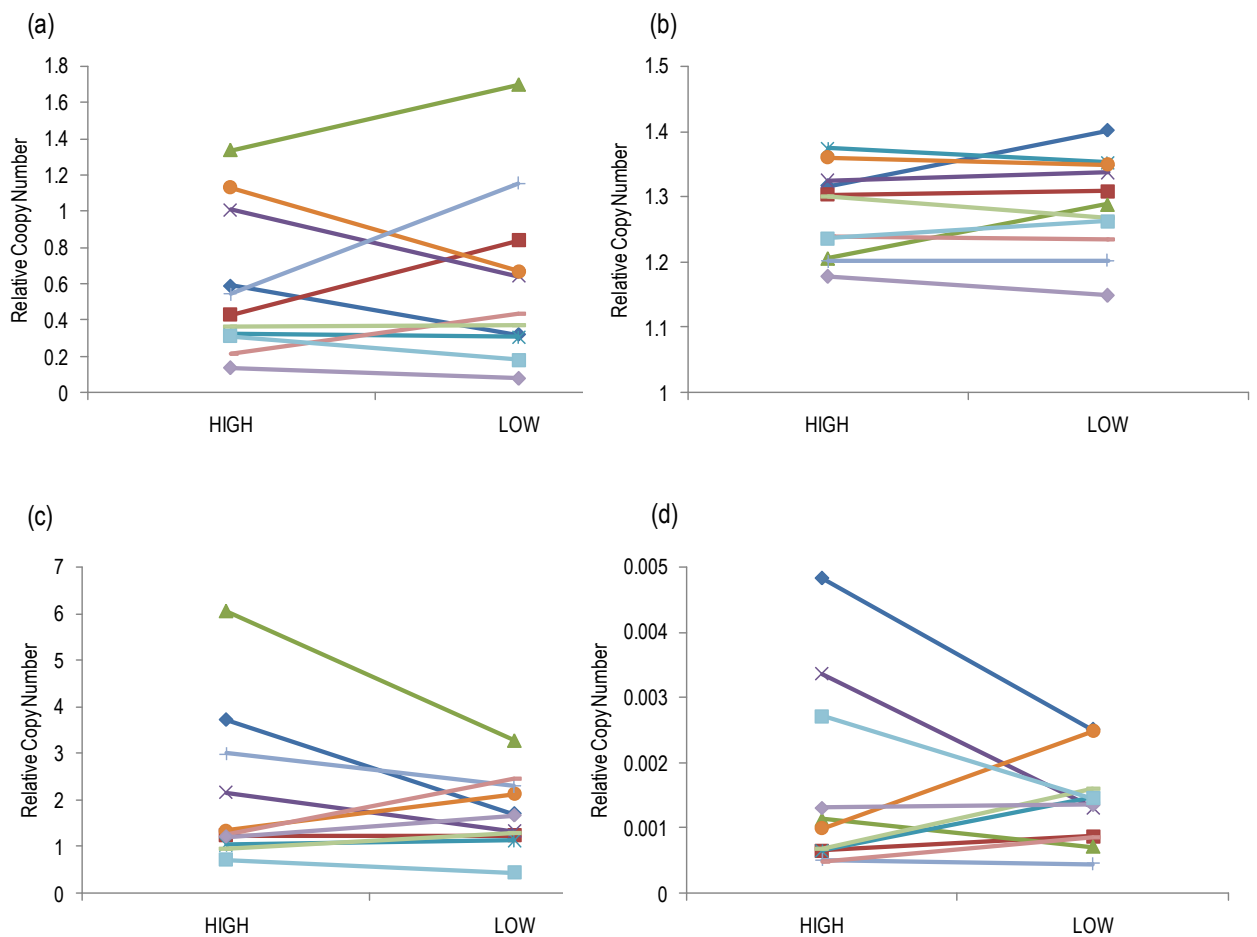 (a)
Relative Coopy Number
1.8
1.6
1.4
1.2
1
0.8
0.6
0.4
0.2
0
HIGH LOW
(b)
Relative Copy Number
1.5
1.4
1.3
1.2
1.1
1
HIGH LOW
(c)
Relative Copy Number
7
6
5
4
3
2
1
0
HIGH LOW
(d)
Relative Copy Number
0.005
0.004
0.003
0.002
0.001
0
HIGH LOW